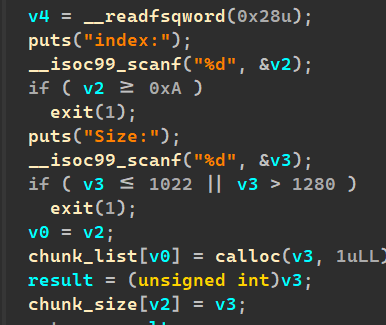 v4 = __readfsqword(0x28u);
puts("index:");
__isoc99_scanf("%d", &v2);
if ( v2 ≥ 0xA )
exit(1);
puts("Size:");
__isoc99_scanf("%d", &v3);
if ( v3 ≤ 1022 || v3 > 1280 )
exit(1);
v0 = v2;
chunk_list[v0] = calloc(v3, 1uLL)
result = (unsigned int)v3;
chunk_size[v2] = v3;